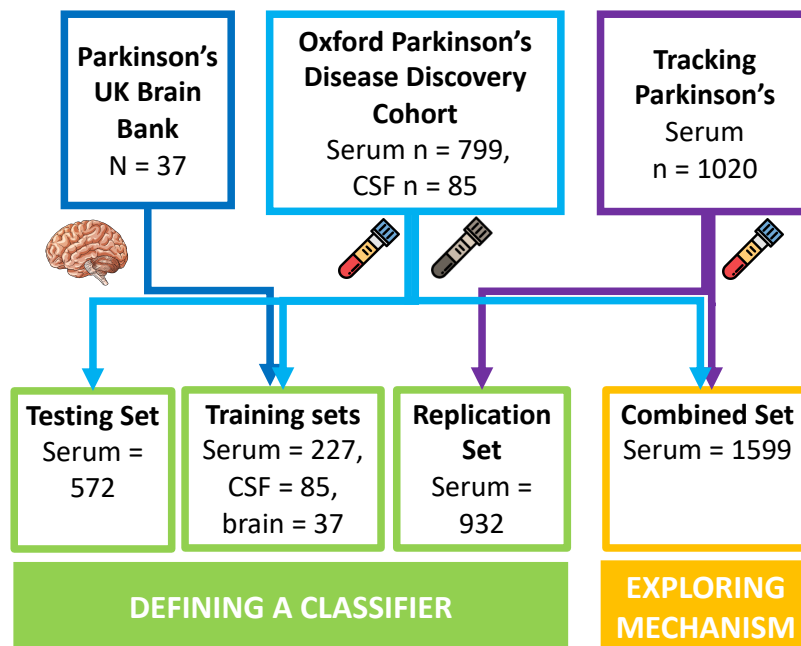 Parkinson’s
UK Brain
Bank
N = 37
Oxford Parkinson’s
Disease Discovery
Cohort
Serum n = 799,
CSF n = 85
Tracking
Parkinson’s
Serum
n = 1020
Testing Set
Serum =
572
Training sets
Serum = 227,
CSF = 85,
brain = 37
Replication
Set
Serum =
932
Combined Set
Serum = 1599
DEFINING A CLASSIFIER
EXPLORING
MECHANISM